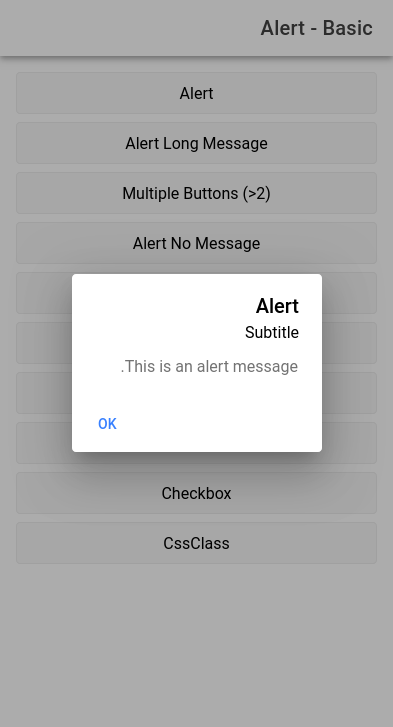 Alert - Basic
Alert
Alert Long Message
Multiple Buttons (>2)
Alert No Message
Alert
Subtitle
.This is an alert message
OK
Checkbox
CssClass